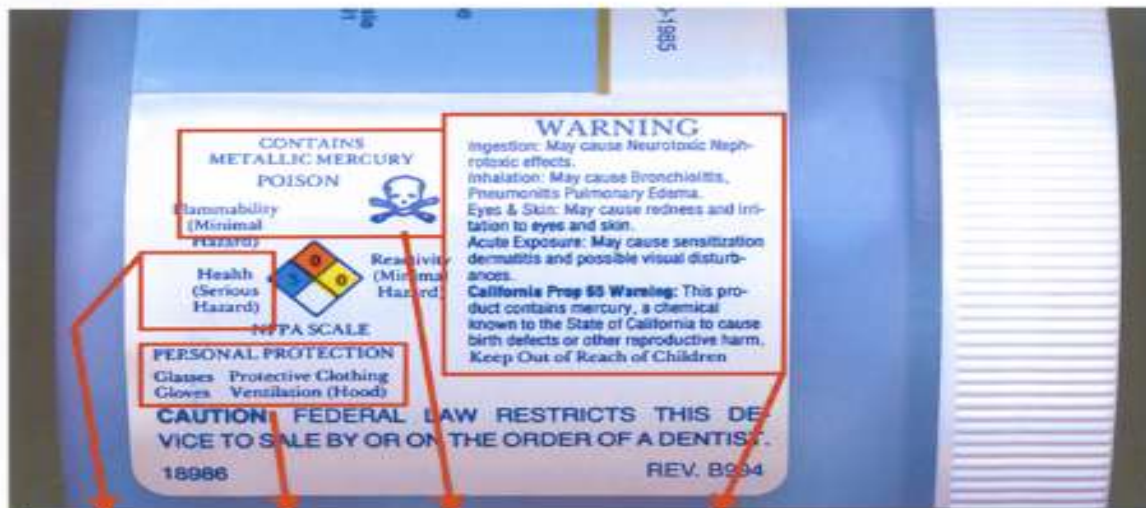 -1985
CONTAINS
METALLIC MERCURY
POISON
Flammability
(Minimal
Hazard)
Health
(Serious
Hazard)
0
3
0
Reactivity
(Minimal
Hazard)
NFPA SCALE
PERSONAL PROTECTION
Glasses Protective Clothing
Gloves Ventilation (Hood)
WARNING
Ingestion: May cause Neurotoxic Neph-
rotoxic effects.
Inhalation: May cause Bronchiolitis,
Pneumonitis Pulmonary Edema.
Eyes & Skin: May cause redness and irri-
tation to eyes and skin.
Acute Exposure: May cause sensitization
dermatitis and possible visual disturb-
ances.
California Prop 65 Warning: This pro-
duct contains mercury, a chemical
known to the State of California to cause
birth defects or other reproductive harm.
Keep Out of Reach of Children
CAUTION: FEDERAL LAW RESTRICTS THIS DE-
VICE TO SALE BY OR ON THE ORDER OF A DENTIST.
18986
REV. B994